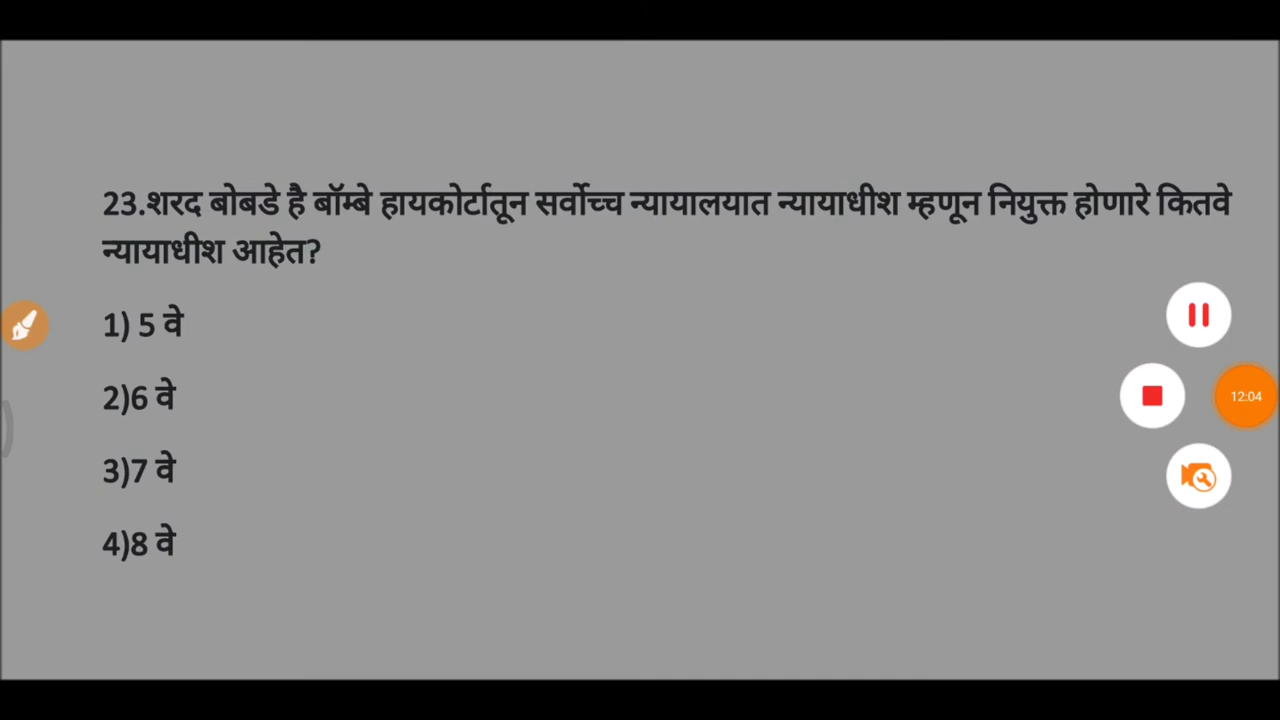 23.शरद बोबडे है बॉम्बे हायकोर्टातून सर्वोच्च न्यायालयात न्यायाधीश म्हणून नियुक्त होणारे कितवे
न्यायाधीश आहेत?
1) 5 वे
2)6 वे
3)7 वे
4)8 वे
12:04